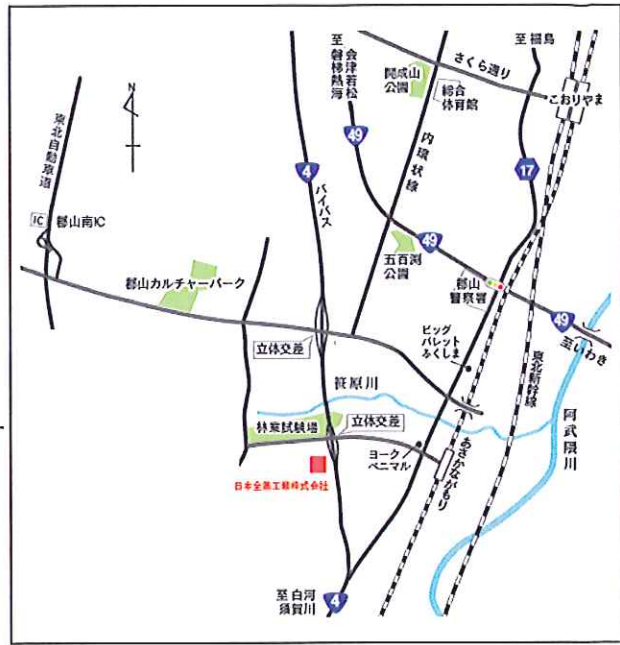 至磐梯熱海
会津若松
至福島
さくら通り
開成山
公園
総合
体育館
こおりやま
N
東北自動車道
49
4
バイパス
内環状線
17
IC
郡山南IC
49
五百淵
公園
郡山
警察署
郡山カルチャーパーク
49
至いわき
ビッグ
パレット
ふくしま
立体交差
東北新幹線
笹原川
阿武隈川
林業試験場
立体交差
ヨーク
ベニマル
あさかながもり
日本全薬工業株式会社
至白河
須賀川
4